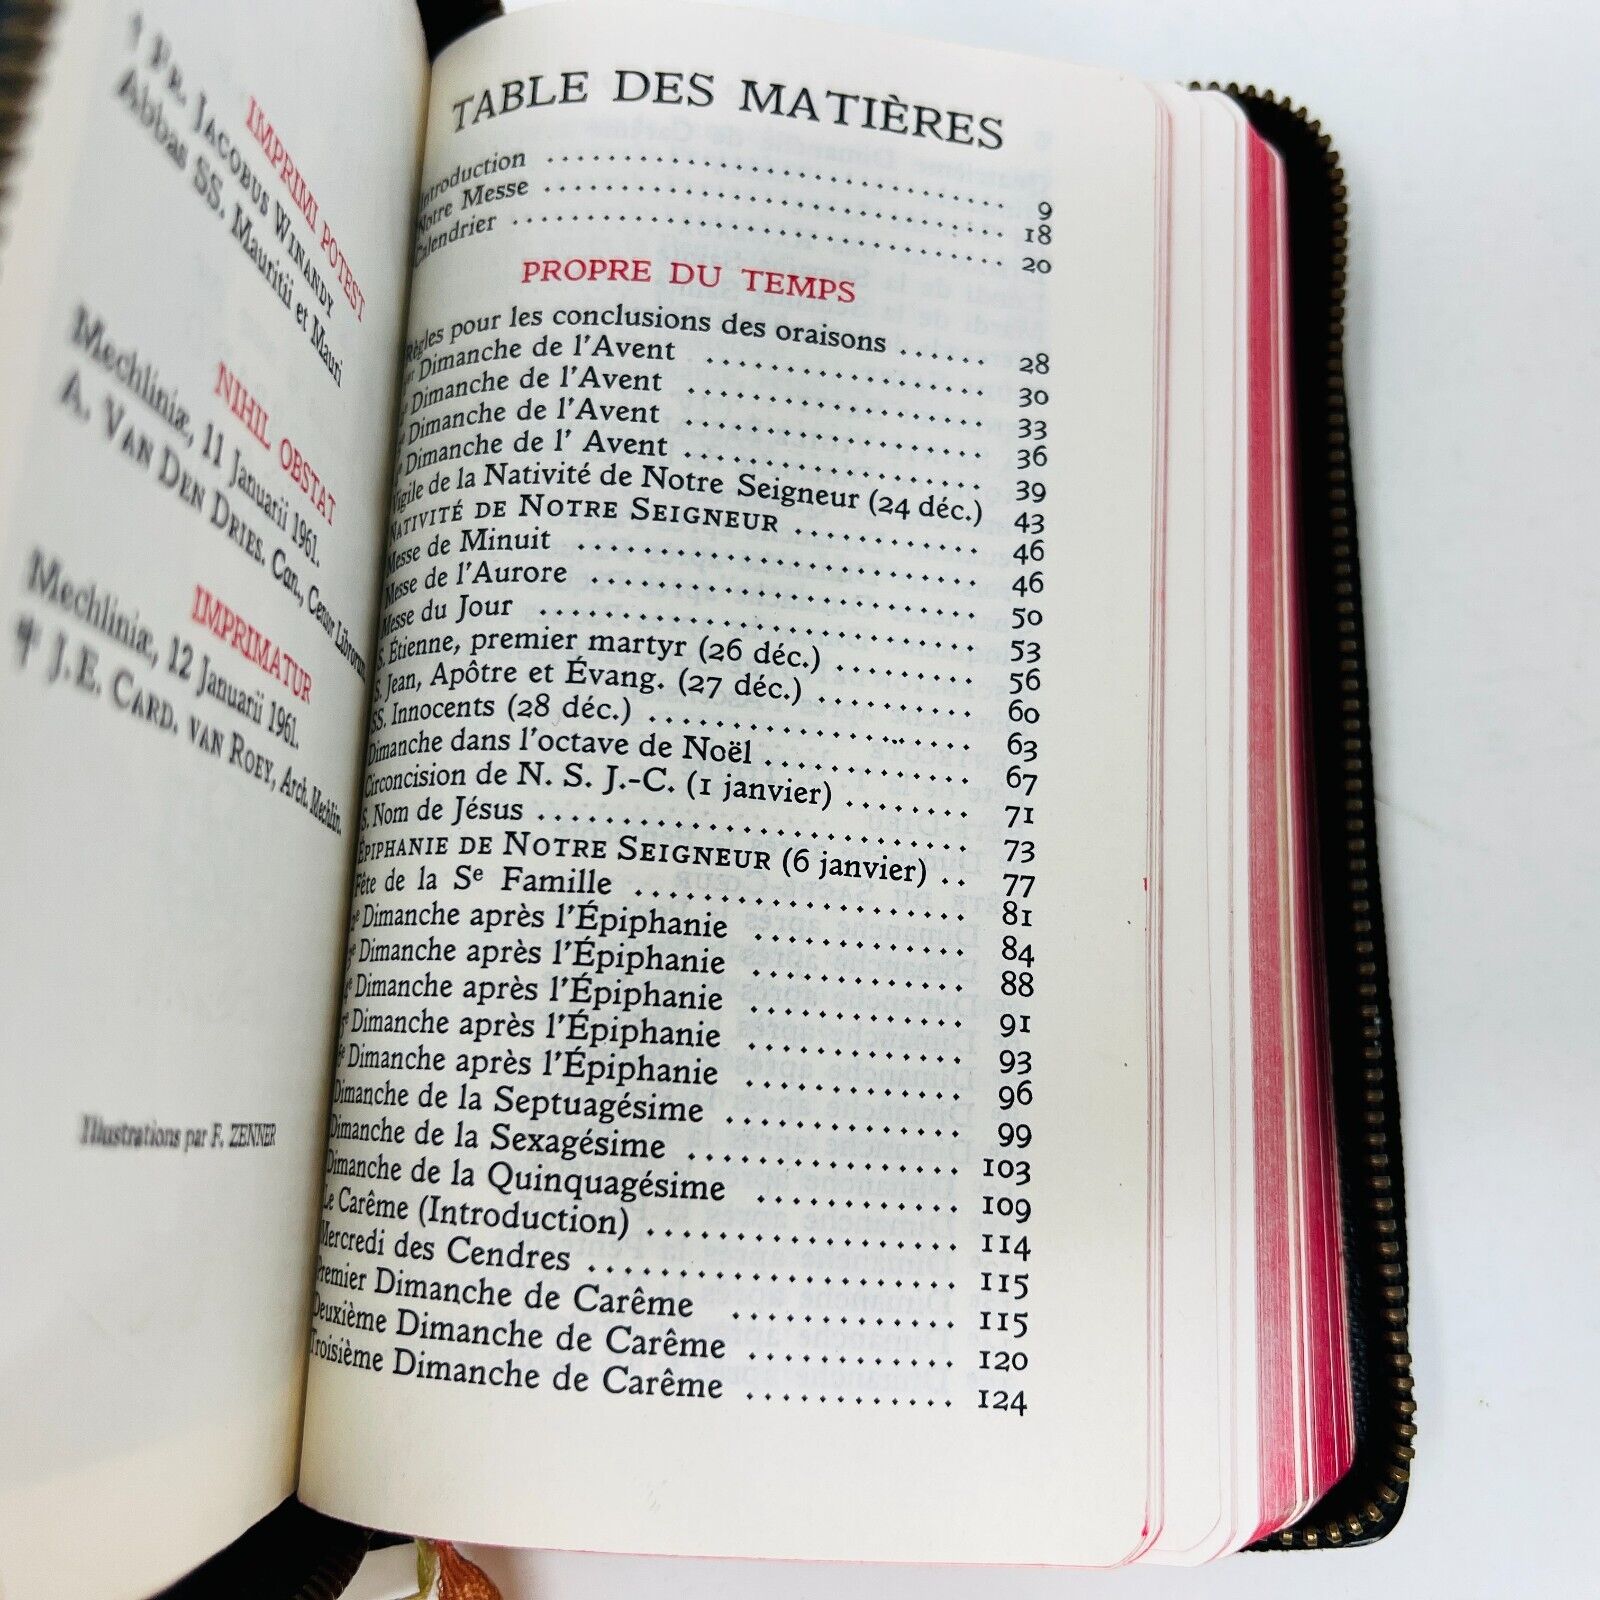 IMPRIMI POTEST
† Fr. Jacobus Winandy
Abbas SS. Mauritii et Mauri
NIHIL OBSTAT
Mechliniæ, 11 Januarii 1961.
A. Van Den Dries. Can., Censor Librorum
IMPRIMATUR
Mechliniæ, 12 Januarii 1961.
† J.E. Card. van Roey, Arch. Mechlin.
Illustrations par F. ZENNER
TABLE DES MATIÈRES
Introduction 9
Notre Messe 18
Calendrier 20
PROPRE DU TEMPS
Règles pour les conclusions des oraisons 28
Dimanche de l'Avent 30
Dimanche de l'Avent 33
Dimanche de l'Avent 36
Dimanche de l' Avent 39
Vigile de la Nativité de Notre Seigneur (24 déc.) 43
Nativité de Notre Seigneur 46
Messe de Minuit 46
Messe de l'Aurore 50
Messe du Jour 53
S. Étienne, premier martyr (26 déc.) 56
S. Jean, Apôtre et Évang. (27 déc.) 60
SS. Innocents (28 déc.) 63
Dimanche dans l'octave de Noël 67
Circoncision de N. S. J.-C. (1 janvier) 71
S. Nom de Jésus 73
Épiphanie de Notre Seigneur (6 janvier) 77
Fête de la Se Famille 81
2e Dimanche après l'Épiphanie 84
3e Dimanche après l'Épiphanie 88
4e Dimanche après l'Épiphanie 91
5e Dimanche après l'Épiphanie 93
6e Dimanche après l'Épiphanie 96
Dimanche de la Septuagésime 99
Dimanche de la Sexagésime 103
Dimanche de la Quinquagésime 109
Le Carême (Introduction) 114
Mercredi des Cendres 115
Premier Dimanche de Carême 115
Deuxième Dimanche de Carême 120
Troisième Dimanche de Carême 124